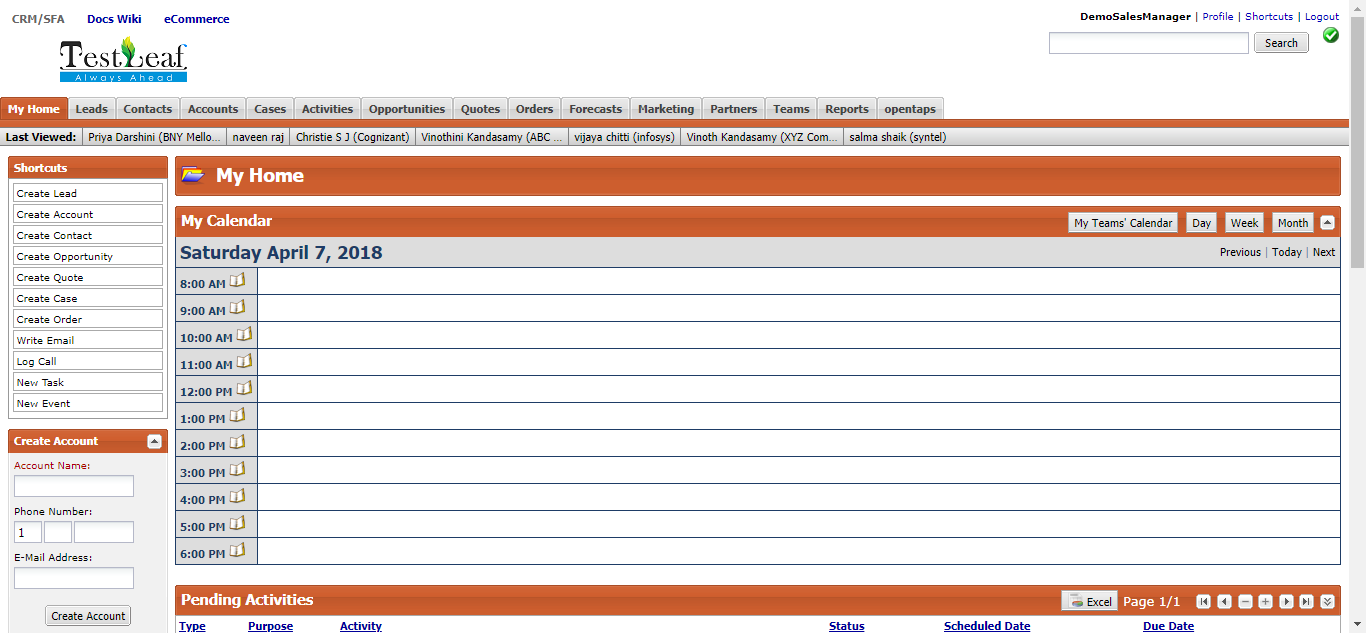 CRM/SFA Docs Wiki eCommerce
DemoSalesManager | Profile | Shortcuts | Logout
Search
TestLeaf
Always Ahead
My Home Leads Contacts Accounts Cases Activities Opportunities Quotes Orders Forecasts Marketing Partners Teams Reports opentaps
Last Viewed: Priya Darshini (BNY Mello... naveen raj Christie S J (Cognizant) Vinothini Kandasamy (ABC ... vijaya chitti (infosys) Vinoth Kandasamy (XYZ Com... salma shaik (syntel)
Shortcuts
Create Lead
Create Account
Create Contact
Create Opportunity
Create Quote
Create Case
Create Order
Write Email
Log Call
New Task
New Event
Create Account
Account Name:
Phone Number:
1
E-Mail Address:
Create Account
My Home
My Calendar My Teams' Calendar Day Week Month
Saturday April 7, 2018 Previous | Today | Next
8:00 AM
9:00 AM
10:00 AM
11:00 AM
12:00 PM
1:00 PM
2:00 PM
3:00 PM
4:00 PM
5:00 PM
6:00 PM
Pending Activities Excel Page 1/1
Type Purpose Activity Status Scheduled Date Due Date